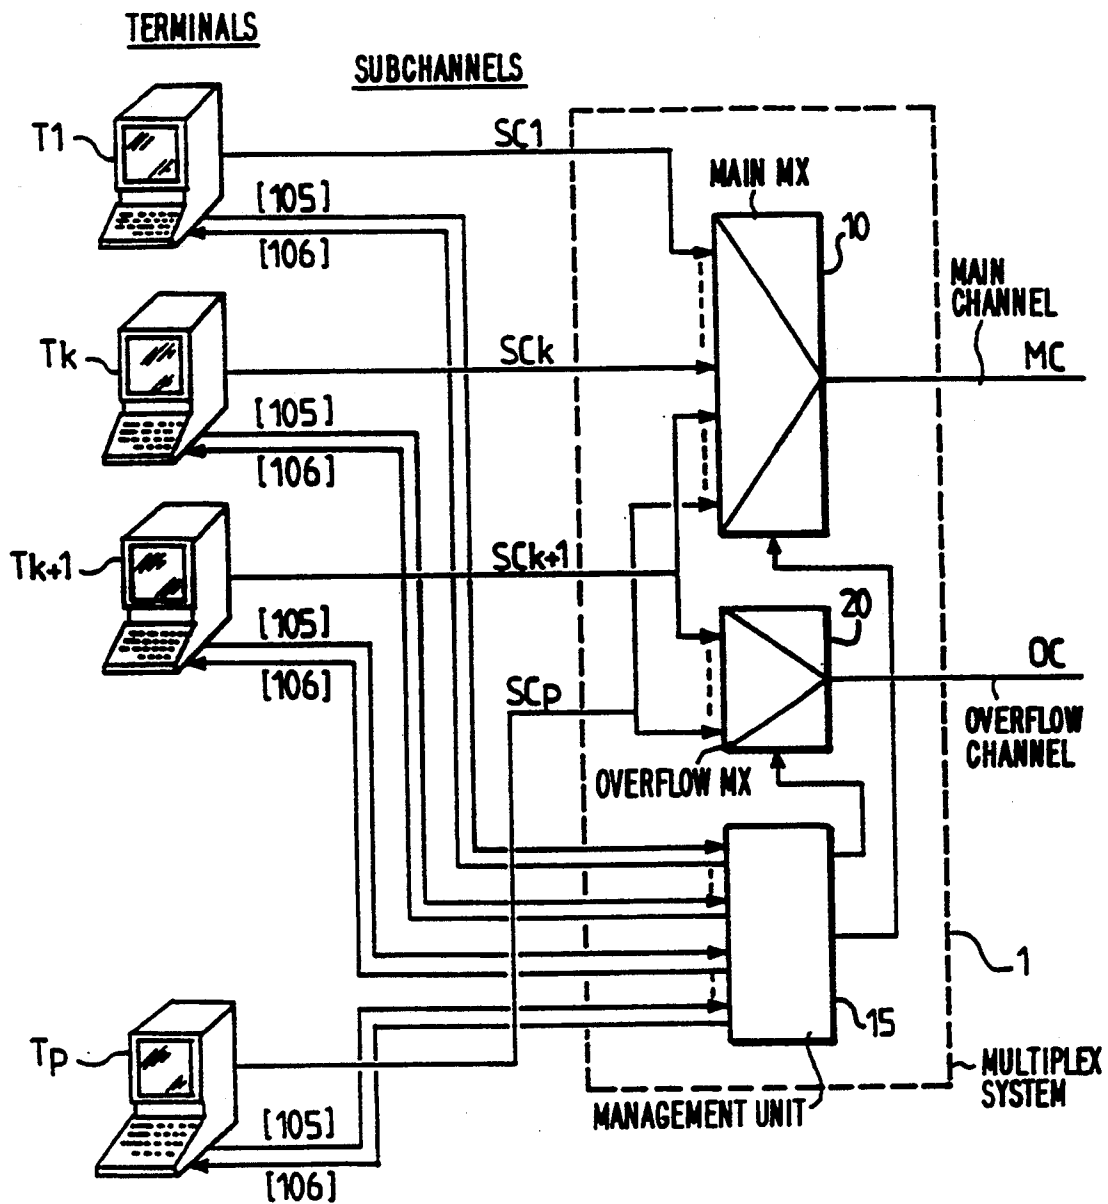 TERMINALS
SUBCHANNELS
T1
SC1
[105]
[106]
MAIN MX
10
MAIN
CHANNEL
MC
Tk
SCk
[105]
[106]
Tk+1
SCk+1
[105]
[106]
20
OC
OVERFLOW
CHANNEL
SCp
OVERFLOW MX
1
15
Tp
MULTIPLEX
SYSTEM
MANAGEMENT UNIT
[105]
[106]